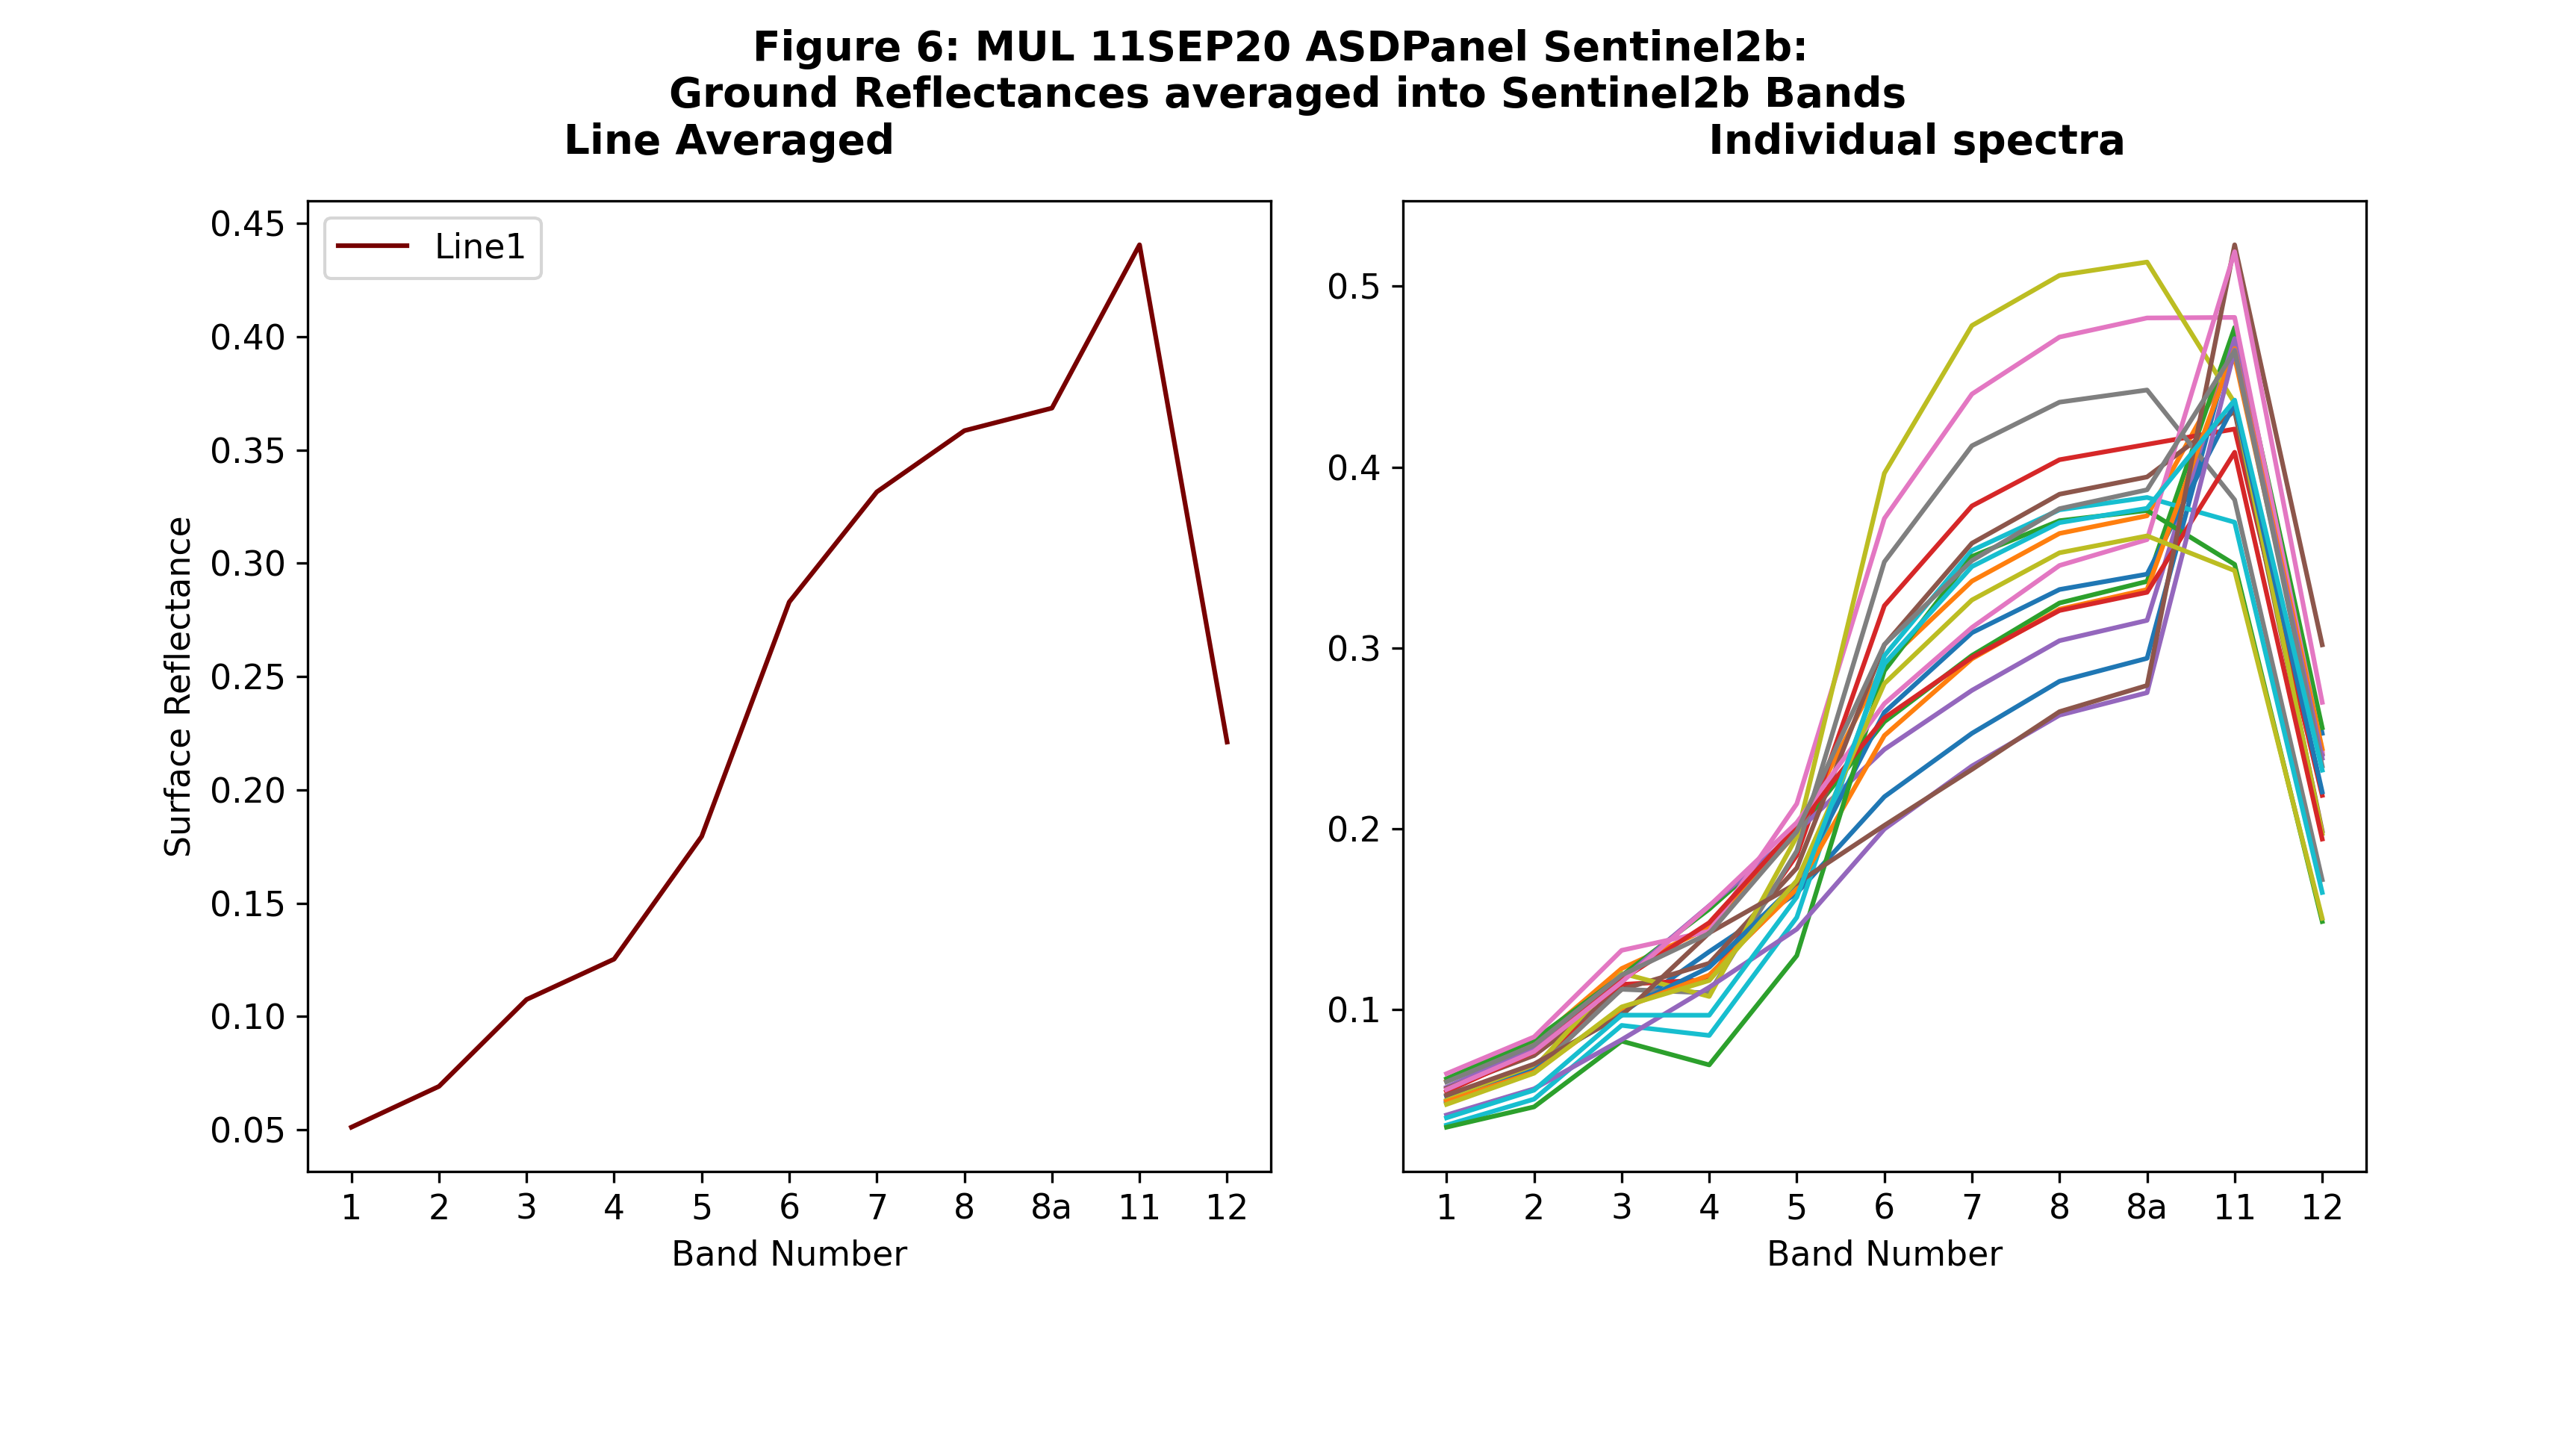 Figure 6: MUL 11SEP20 ASDPanel Sentinel2b:
Ground Reflectances averaged into Sentinel2b Bands
Line Averaged
Individual spectra
Line1
Surface Reflectance
0.45
0.40
0.35
0.30
0.25
0.20
0.15
0.10
0.05
1 2 3 4 5 6 7 8 8a 11 12
Band Number
0.5
0.4
0.3
0.2
0.1
1 2 3 4 5 6 7 8 8a 11 12
Band Number